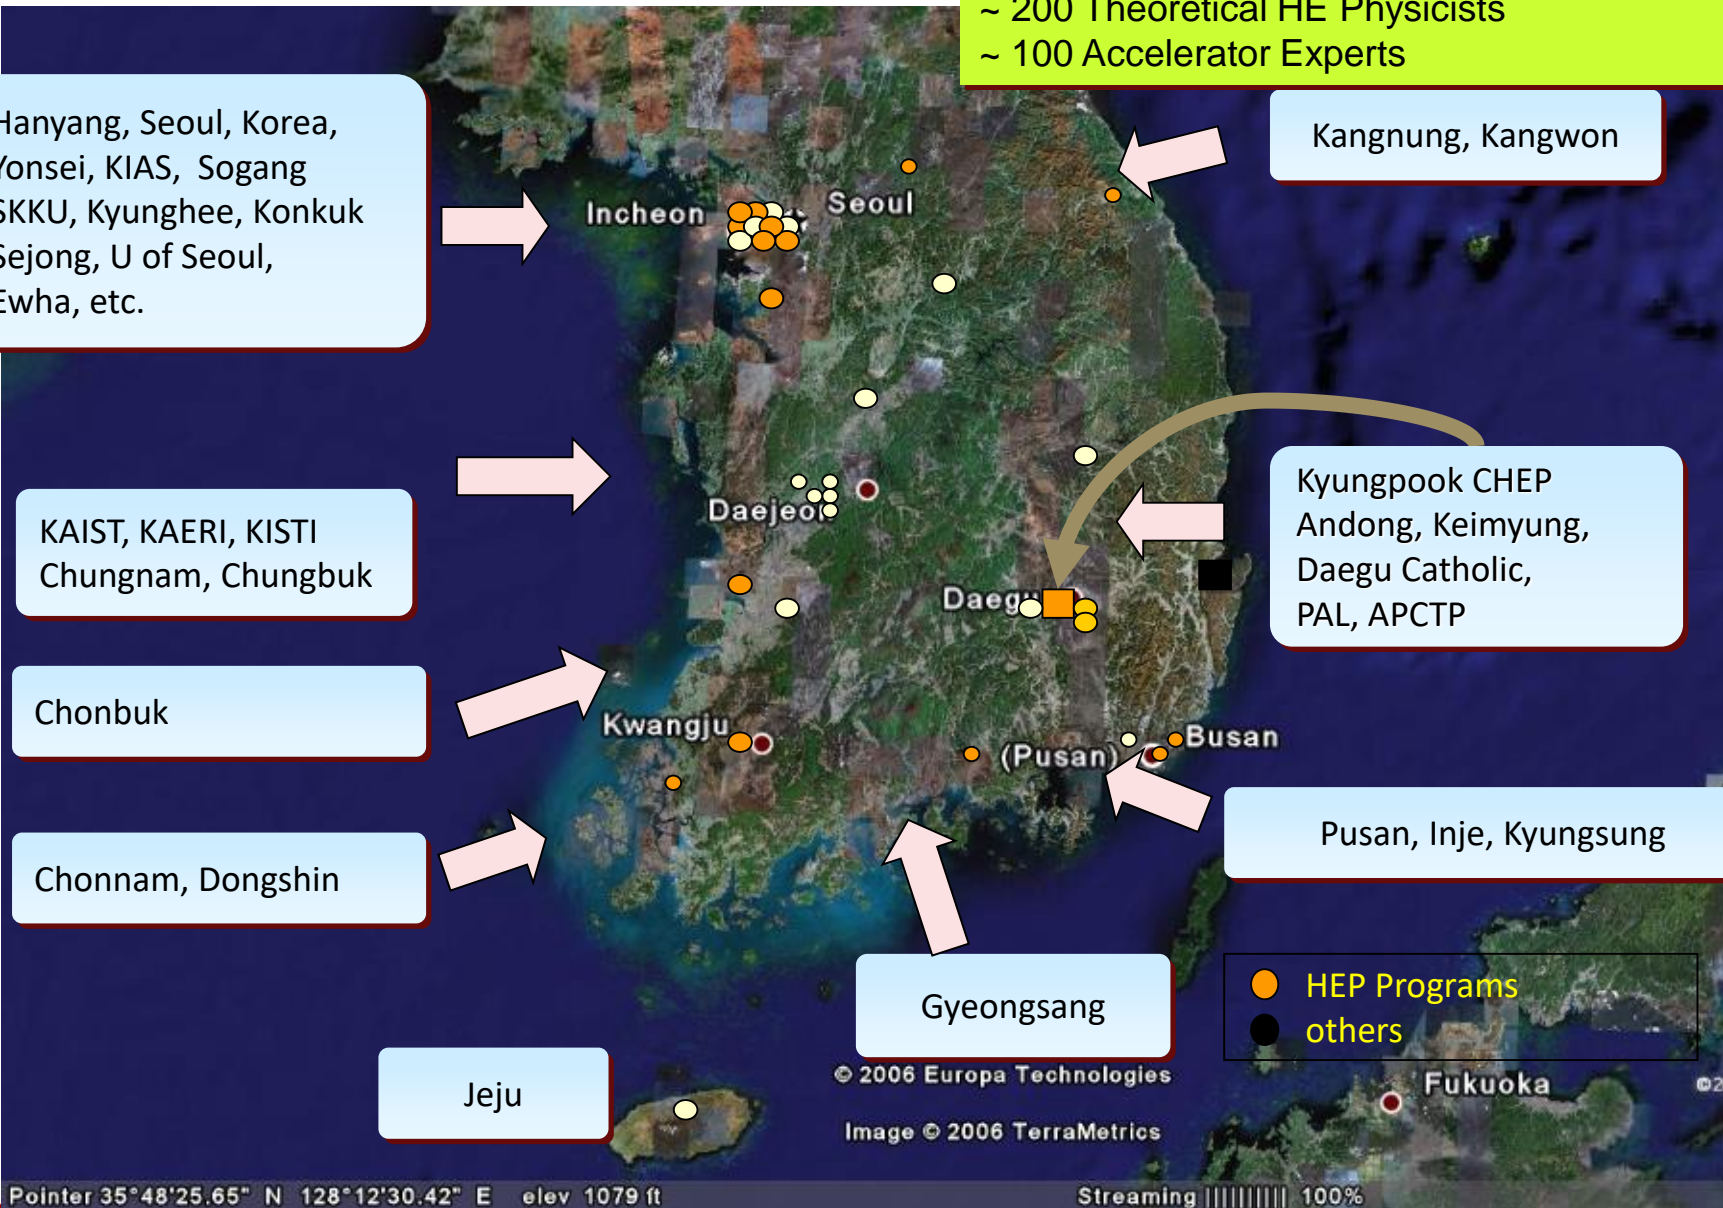 ~ 200 Theoretical HE Physicists
~ 100 Accelerator Experts
Hanyang, Seoul, Korea,
Yonsei, KIAS, Sogang
SKKU, Kyunghee, Konkuk
Sejong, U of Seoul,
Ewha, etc.
Kangnung, Kangwon
Incheon
Seoul
KAIST, KAERI, KISTI
Chungnam, Chungbuk
Daejeon
Kyungpook CHEP
Andong, Keimyung,
Daegu Catholic,
PAL, APCTP
Daegu
Chonbuk
Kwangju
(Pusan)
Busan
Pusan, Inje, Kyungsung
Chonnam, Dongshin
Gyeongsang
HEP Programs
others
Jeju
© 2006 Europa Technologies
Image © 2006 TerraMetrics
Fukuoka
©2
Pointer 35°48'25.65" N 128°12'30.42" E elev 1079 ft
Streaming |||||||||| 100%